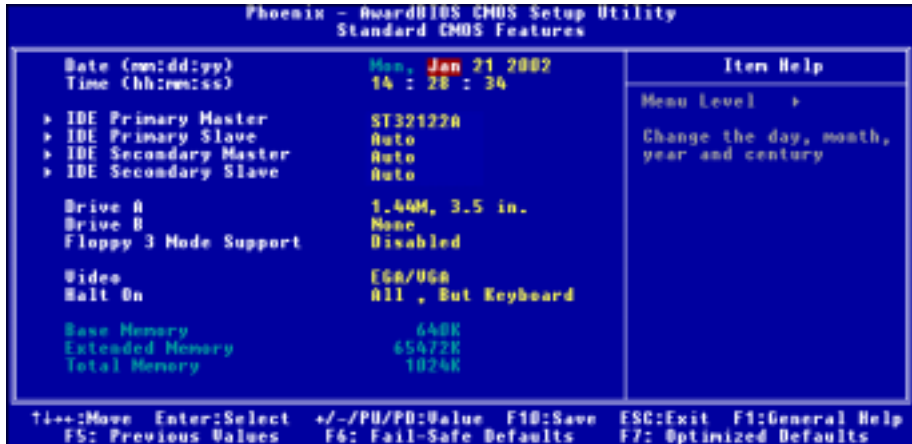 Phoenix - AwardBIOS CMOS Setup Utility
Standard CMOS Features
Date (mm:dd:yy) Mon, Jan 21 2002
Time (hh:mm:ss) 14 : 28 : 34
▸ IDE Primary Master ST32122A
▸ IDE Primary Slave Auto
▸ IDE Secondary Master Auto
▸ IDE Secondary Slave Auto
Drive A 1.44M, 3.5 in.
Drive B None
Floppy 3 Mode Support Disabled
Video EGA/VGA
Halt On All , But Keyboard
Base Memory 640K
Extended Memory 65472K
Total Memory 1024K
Item Help
Menu Level ▸
Change the day, month,
year and century
↑↓→←:Move Enter:Select +/-/PU/PD:Value F10:Save ESC:Exit F1:General Help
F5: Previous Values F6: Fail-Safe Defaults F7: Optimized Defaults